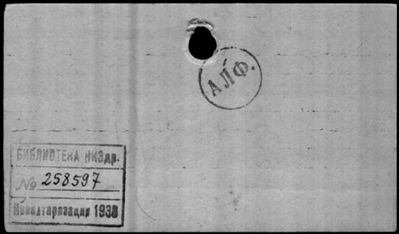 АЛФ.
БИБЛИОТЕКА НКЗдр.
№ 258597
Инвентаризация 1938